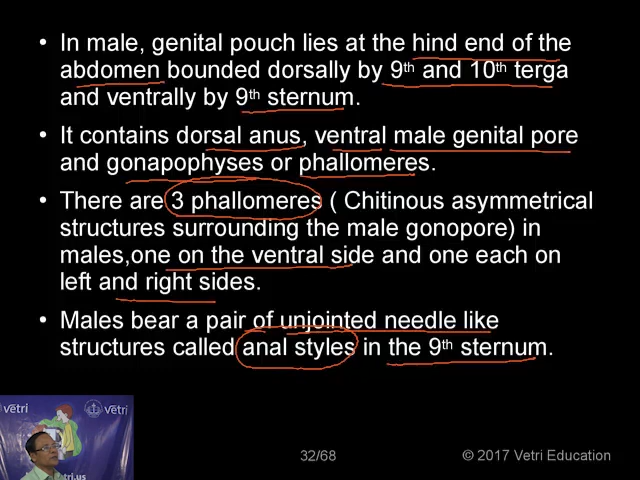 • In male, genital pouch lies at the hind end of the
abdomen bounded dorsally by 9th and 10th terga
and ventrally by 9th sternum.
• It contains dorsal anus, ventral male genital pore
and gonapophyses or phallomeres.
• There are 3 phallomeres ( Chitinous asymmetrical
structures surrounding the male gonopore) in
males,one on the ventral side and one each on
left and right sides.
• Males bear a pair of unjointed needle like
structures called anal styles in the 9th sternum.
Vetri
Vetri
ri.us
32/68
© 2017 Vetri Education